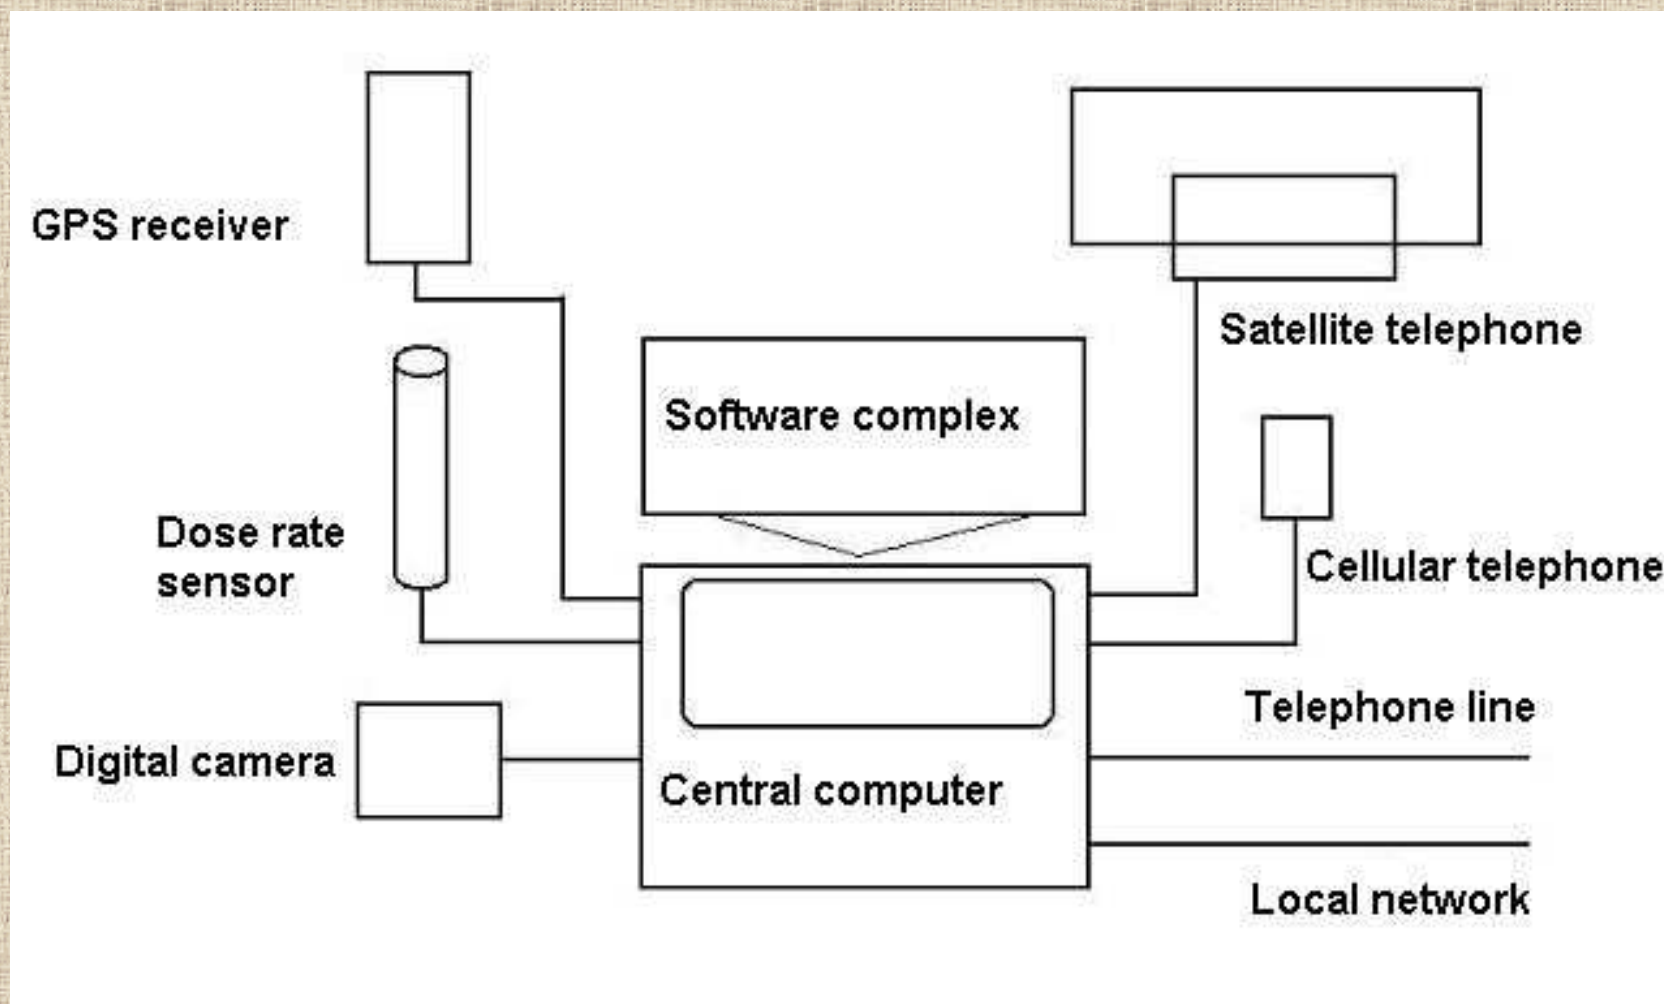 GPS receiver
Satellite telephone
Software complex
Dose rate
sensor
Cellular telephone
Telephone line
Digital camera
Central computer
Local network